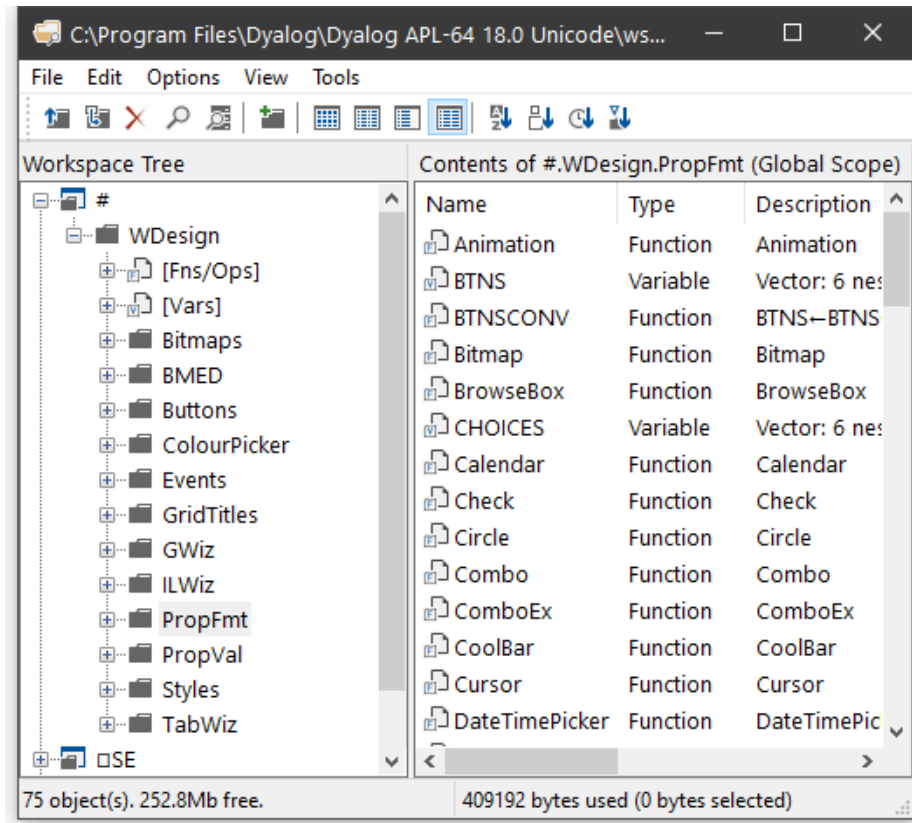 C:\Program Files\Dyalog\Dyalog APL-64 18.0 Unicode\ws...
File Edit Options View Tools
Workspace Tree
#
WDesign
[Fns/Ops]
[Vars]
Bitmaps
BMED
Buttons
ColourPicker
Events
GridTitles
GWiz
ILWiz
PropFmt
PropVal
Styles
TabWiz
□SE
Contents of #.WDesign.PropFmt (Global Scope)
Name Type Description
Animation Function Animation
BTNS Variable Vector: 6 nes
BTNSCONV Function BTNS←BTNS
Bitmap Function Bitmap
BrowseBox Function BrowseBox
CHOICES Variable Vector: 6 nes
Calendar Function Calendar
Check Function Check
Circle Function Circle
Combo Function Combo
ComboEx Function ComboEx
CoolBar Function CoolBar
Cursor Function Cursor
DateTimePicker Function DateTimePic
75 object(s). 252.8Mb free.
409192 bytes used (0 bytes selected)